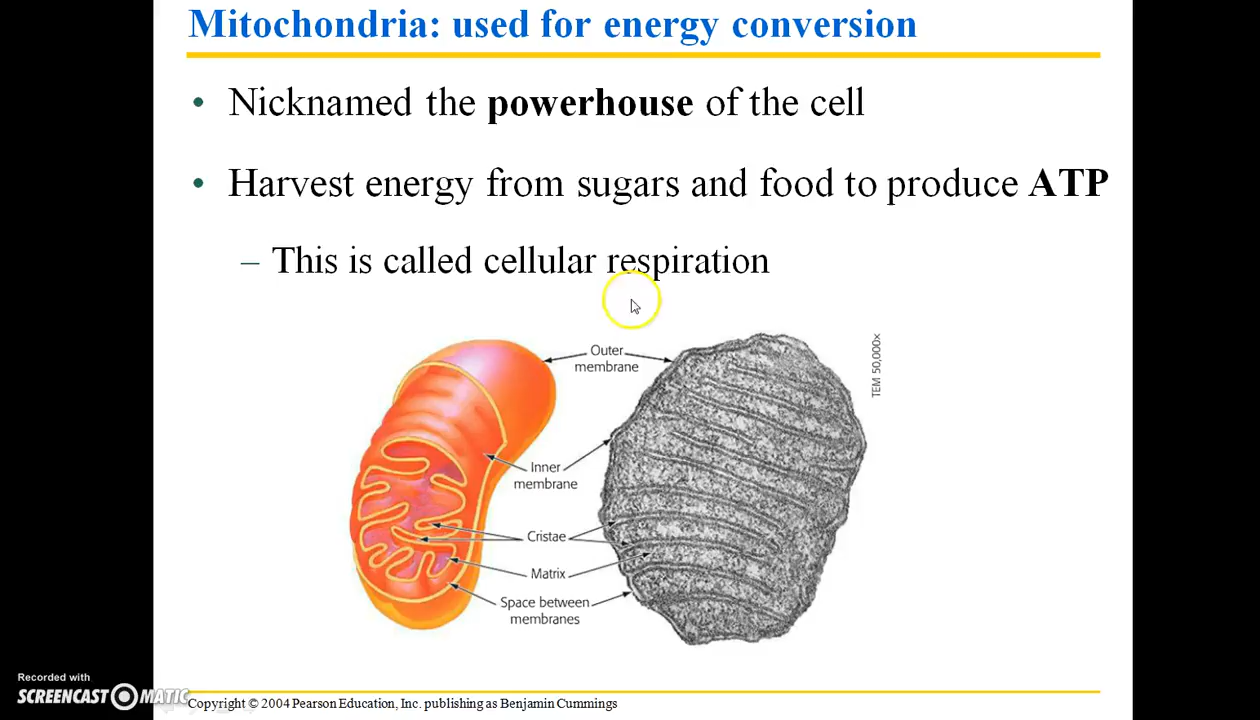 Mitochondria: used for energy conversion
• Nicknamed the powerhouse of the cell
• Harvest energy from sugars and food to produce ATP
– This is called cellular respiration
Outer
membrane
TEM 50,000x
Inner
membrane
Cristae
Matrix
Space between
membranes
Recorded with
SCREENCAST MATIC
Copyright © 2004 Pearson Education, Inc. publishing as Benjamin Cummings